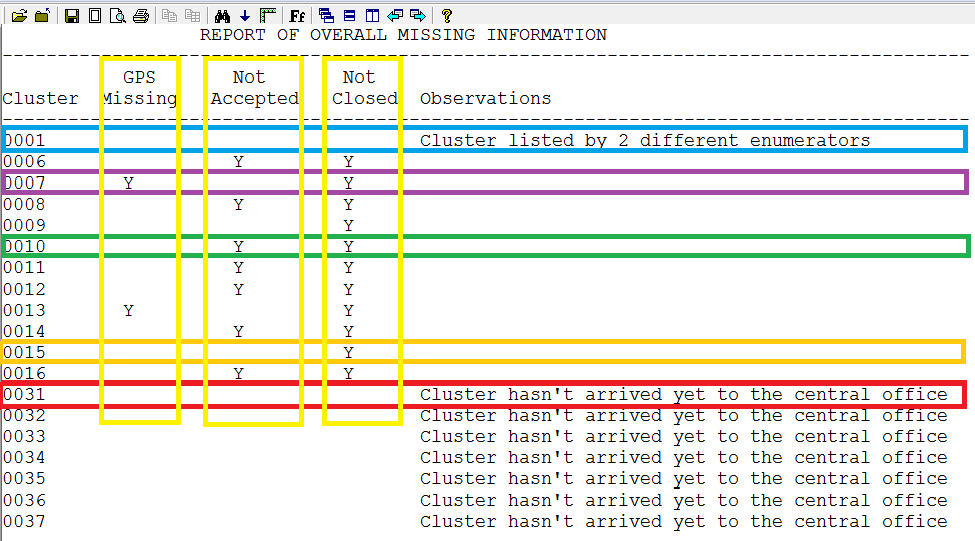 REPORT OF OVERALL MISSING INFORMATION
GPS Not Not
Cluster Missing Accepted Closed Observations
0001 Cluster listed by 2 different enumerators
0006 Y Y
0007 Y Y
0008 Y Y
0009 Y
0010 Y Y
0011 Y Y
0012 Y Y
0013 Y Y
0014 Y Y
0015 Y
0016 Y Y
0031 Cluster hasn't arrived yet to the central office
0032 Cluster hasn't arrived yet to the central office
0033 Cluster hasn't arrived yet to the central office
0034 Cluster hasn't arrived yet to the central office
0035 Cluster hasn't arrived yet to the central office
0036 Cluster hasn't arrived yet to the central office
0037 Cluster hasn't arrived yet to the central office